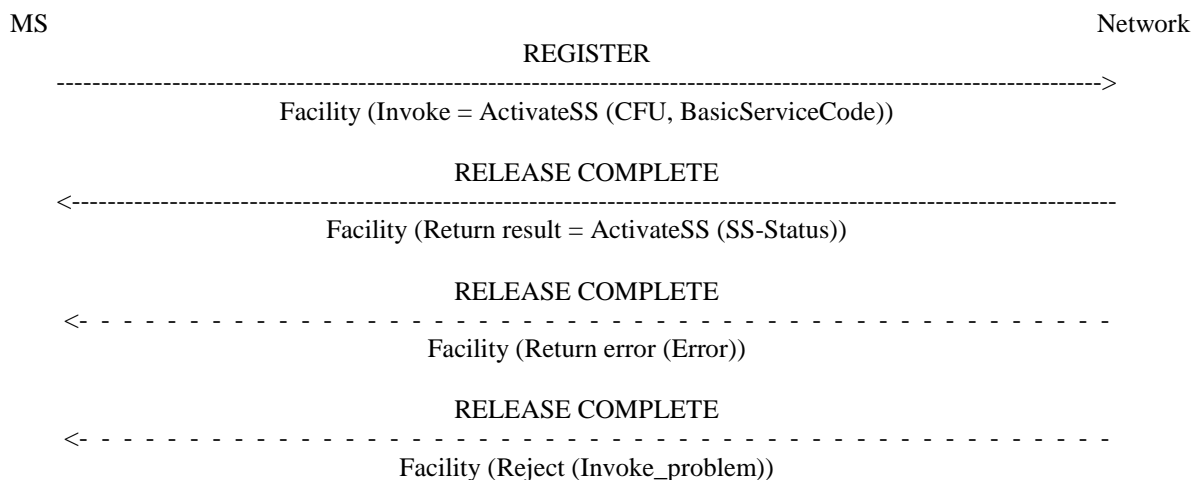 MS Network
REGISTER
Facility (Invoke = ActivateSS (CFU, BasicServiceCode))
RELEASE COMPLETE
Facility (Return result = ActivateSS (SS-Status))
RELEASE COMPLETE
Facility (Return error (Error))
RELEASE COMPLETE
Facility (Reject (Invoke_problem))